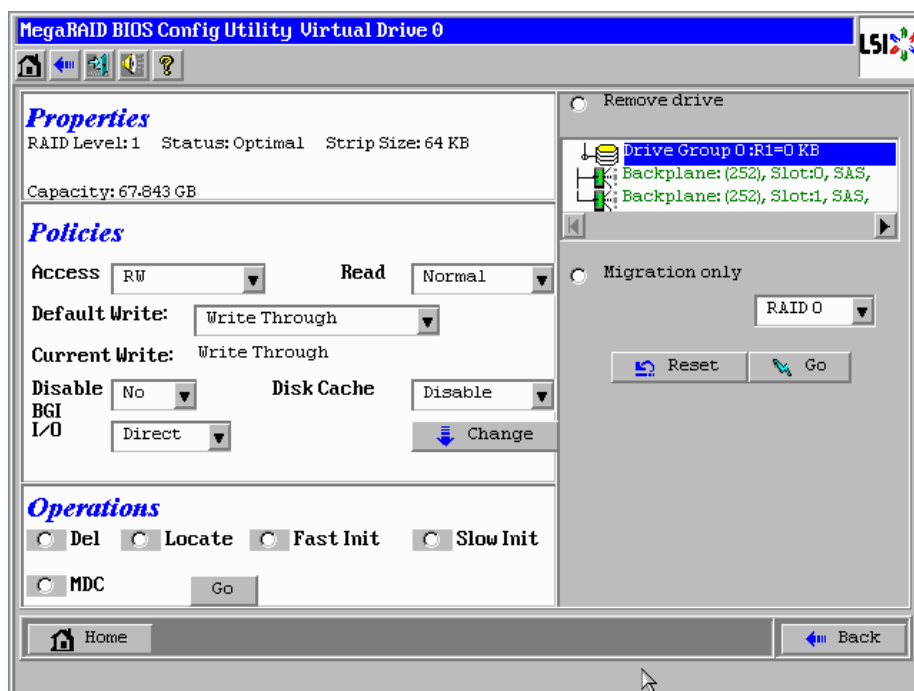 MegaRAID BIOS Config Utility Virtual Drive 0
LSI
Properties
RAID Level: 1 Status: Optimal Strip Size: 64 KB
Capacity: 67.843 GB
Policies
Access RW Read Normal
Default Write: Write Through
Current Write: Write Through
Disable BGI No Disk Cache Disable
I/O Direct Change
Operations
Del Locate Fast Init Slow Init
MDC Go
Remove drive
Drive Group 0 :R1=0 KB
Backplane: (252), Slot:0, SAS,
Backplane: (252), Slot:1, SAS,
Migration only
RAID 0
Reset Go
Home Back